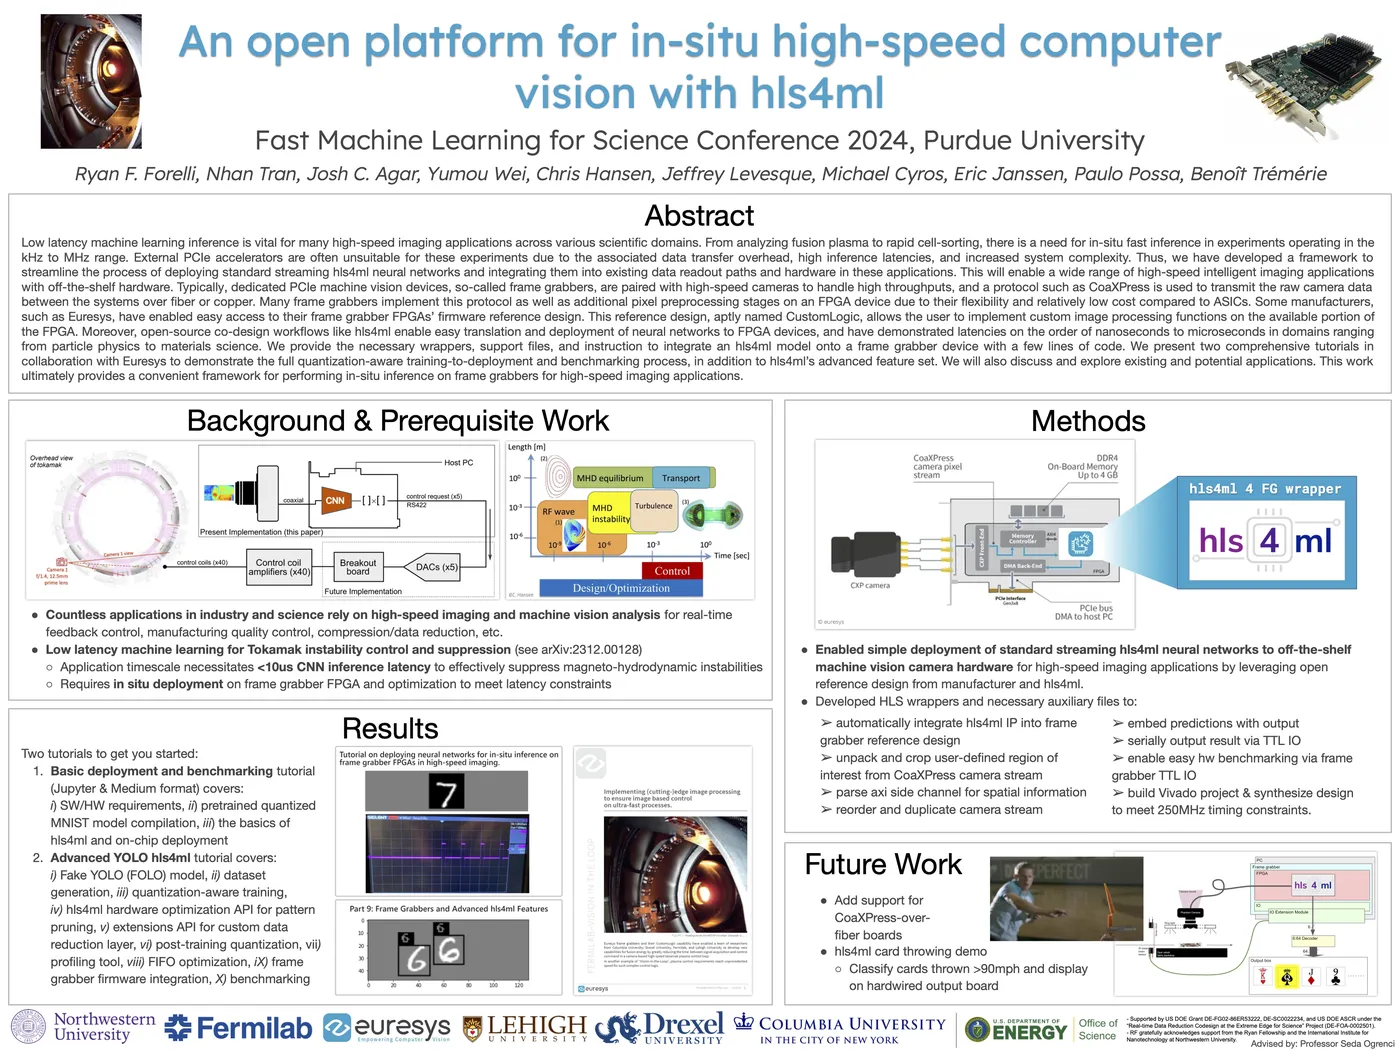 An open platform for in-situ high-speed computer
vision with hls4ml
Fast Machine Learning for Science Conference 2024, Purdue University
Ryan F. Forelli, Nhan Tran, Josh C. Agar, Yumou Wei, Chris Hansen, Jeffrey Levesque, Michael Cyros, Eric Janssen, Paulo Possa, Benoît Trémérie
Abstract
Low latency machine learning inference is vital for many high-speed imaging applications across various scientific domains. From analyzing fusion plasma to rapid cell-sorting, there is a need for in-situ fast inference in experiments operating in the
kHz to MHz range. External PCIe accelerators are often unsuitable for these experiments due to the associated data transfer overhead, high inference latencies, and increased system complexity. Thus, we have developed a framework to
streamline the process of deploying standard streaming hls4ml neural networks and integrating them into existing data readout paths and hardware in these applications. This will enable a wide range of high-speed intelligent imaging applications
with off-the-shelf hardware. Typically, dedicated PCIe machine vision devices, so-called frame grabbers, are paired with high-speed cameras to handle high throughputs, and a protocol such as CoaXPress is used to transmit the raw camera data
between the systems over fiber or copper. Many frame grabbers implement this protocol as well as additional pixel preprocessing stages on an FPGA device due to their flexibility and relatively low cost compared to ASICs. Some manufacturers,
such as Euresys, have enabled easy access to their frame grabber FPGAs' firmware reference design. This reference design, aptly named CustomLogic, allows the user to implement custom image processing functions on the available portion of
the FPGA. Moreover, open-source co-design workflows like hls4ml enable easy translation and deployment of neural networks to FPGA devices, and have demonstrated latencies on the order of nanoseconds to microseconds in domains ranging
from particle physics to materials science. We provide the necessary wrappers, support files, and instruction to integrate an hls4ml model onto a frame grabber device with a few lines of code. We present two comprehensive tutorials in
collaboration with Euresys to demonstrate the full quantization-aware training-to-deployment and benchmarking process, in addition to hls4ml's advanced feature set. We will also discuss and explore existing and potential applications. This work
ultimately provides a convenient framework for performing in-situ inference on frame grabbers for high-speed imaging applications.
Background & Prerequisite Work
Overhead view
of tokamak
Camera 1 view
Camera 1
f/1.4, 12.5mm
prime lens
Host PC
coaxial
CNN
control request (x5)
RS422
Present Implementation (this paper)
control coils (x40)
Control coil
amplifiers (x40)
Breakout
board
DACs (x5)
Future Implementation
Length [m]
(2)
10⁰
MHD equilibrium
Transport
10⁻³
RF wave
(1)
MHD
instability
Turbulence
(3)
10⁻⁶
10⁻⁹
10⁻⁶
10⁻³
10⁰
Time [sec]
Control
Design/Optimization
● Countless applications in industry and science rely on high-speed imaging and machine vision analysis for real-time
feedback control, manufacturing quality control, compression/data reduction, etc.
● Low latency machine learning for Tokamak instability control and suppression (see arXiv:2312.00128)
○ Application timescale necessitates <10us CNN inference latency to effectively suppress magneto-hydrodynamic instabilities
○ Requires in situ deployment on frame grabber FPGA and optimization to meet latency constraints
Methods
CoaXPress
camera pixel
stream
DDR4
On-Board Memory
Up to 4 GB
CXP Front-End
Memory
Controller
DMA Back-End
FPGA
CXP camera
PCIe Interface
Gen3x8
PCIe bus
DMA to host PC
© euresys
hls4ml 4 FG wrapper
hls 4 ml
● Enabled simple deployment of standard streaming hls4ml neural networks to off-the-shelf
machine vision camera hardware for high-speed imaging applications by leveraging open
reference design from manufacturer and hls4ml.
● Developed HLS wrappers and necessary auxiliary files to:
➢ automatically integrate hls4ml IP into frame
grabber reference design
➢ unpack and crop user-defined region of
interest from CoaXPress camera stream
➢ parse axi side channel for spatial information
➢ reorder and duplicate camera stream
➢ embed predictions with output
➢ serially output result via TTL IO
➢ enable easy hw benchmarking via frame
grabber TTL IO
➢ build Vivado project & synthesize design
to meet 250MHz timing constraints.
Results
Two tutorials to get you started:
1. Basic deployment and benchmarking tutorial
(Jupyter & Medium format) covers:
i) SW/HW requirements, ii) pretrained quantized
MNIST model compilation, iii) the basics of
hls4ml and on-chip deployment
2. Advanced YOLO hls4ml tutorial covers:
i) Fake YOLO (FOLO) model, ii) dataset
generation, iii) quantization-aware training,
iv) hls4ml hardware optimization API for pattern
pruning, v) extensions API for custom data
reduction layer, vi) post-training quantization, vii)
profiling tool, viii) FIFO optimization, iX) frame
grabber firmware integration, X) benchmarking
Tutorial on deploying neural networks for in-situ inference on
frame grabber FPGAs in high-speed imaging.
7
Part 9: Frame Grabbers and Advanced hls4ml Features
0
10
20
30
40
0
20
40
60
80
100
120
6
6
6
6
Implementing (cutting-)edge image processing
to ensure image based control
on ultra-fast processes.
FERMILAB-VISION IN THE LOOP
euresys
Future Work
● Add support for
CoaXPress-over-
fiber boards
● hls4ml card throwing demo
○ Classify cards thrown >90mph and display
on hardwired output board
PC
Frame grabber
FPGA
hls 4 ml
IO
IO Extension Module
6:64 Decoder
64
Output box
K
J
9
Northwestern
University
Fermilab
euresys
Empowering Computer Vision
LEHIGH
UNIVERSITY
Drexel
UNIVERSITY
COLUMBIA UNIVERSITY
IN THE CITY OF NEW YORK
U.S. DEPARTMENT OF
ENERGY
Office of
Science
- Supported by US DOE Grant DE-FG02-86ER53222, DE-SC0022234, and US DOE ASCR under the
"Real-time Data Reduction Codesign at the Extreme Edge for Science" Project (DE-FOA-0002501).
- RF gratefully acknowledges support from the Ryan Fellowship and the International Institute for
Nanotechnology at Northwestern University.
Advised by: Professor Seda Ogrenci